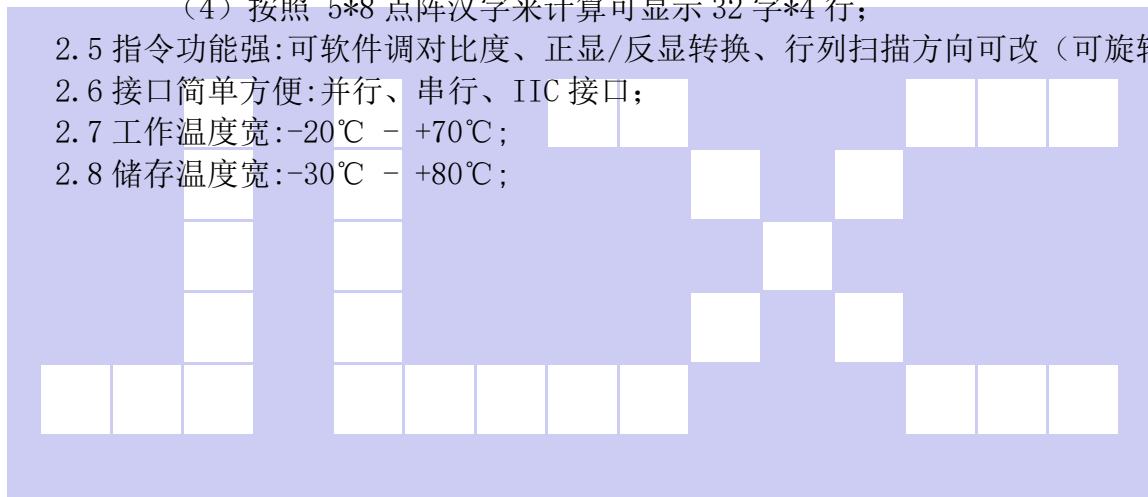 （4）按照 5*8 点阵汉字来计算可显示 32 字*4 行；
2.5 指令功能强:可软件调对比度、正显/反显转换、行列扫描方向可改（可旋转
2.6 接口简单方便:并行、串行、IIC 接口；
2.7 工作温度宽:-20℃ - +70℃;
2.8 储存温度宽:-30℃ - +80℃;